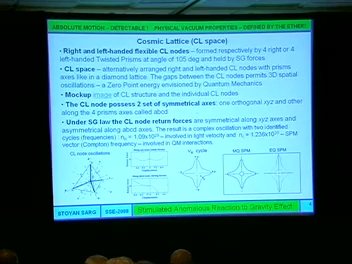 ABSOLUTE MOTION - DETECTABLE! PHYSICAL VACUUM PROPERTIES - DEFINED BY THE ETHER!
Cosmic Lattice (CL space)
• Right and left-handed flexible CL nodes – formed respectively by 4 right or 4
left-handed Twisted Prisms at angle of 105 deg and held by SG forces
• CL space – alternatively arranged right and left-handed CL nodes with prisms
axes like in a diamond lattice. The gaps between the CL nodes permits 3D spatial
oscillations – a Zero Point energy envisioned by Quantum Mechanics
• Mockup image of CL structure and the individual CL nodes
• The CL node possess 2 set of symmetrical axes: one orthogonal xyz and other
along the 4 prisms axes called abcd
• Under SG law the CL node return forces are symmetrical along xyz axes and
asymmetrical along abcd axes. The result is a complex oscillation with two identified
cycles (frequencies): – involved in light velocity and – SPM
vector (Compton) frequency – involved in QM interactions.
CL node oscillations
cycle
MQ SPM
EQ SPM
STOYAN SARG
SSE-2008
Stimulated Anomalous Reaction to Gravity Effect